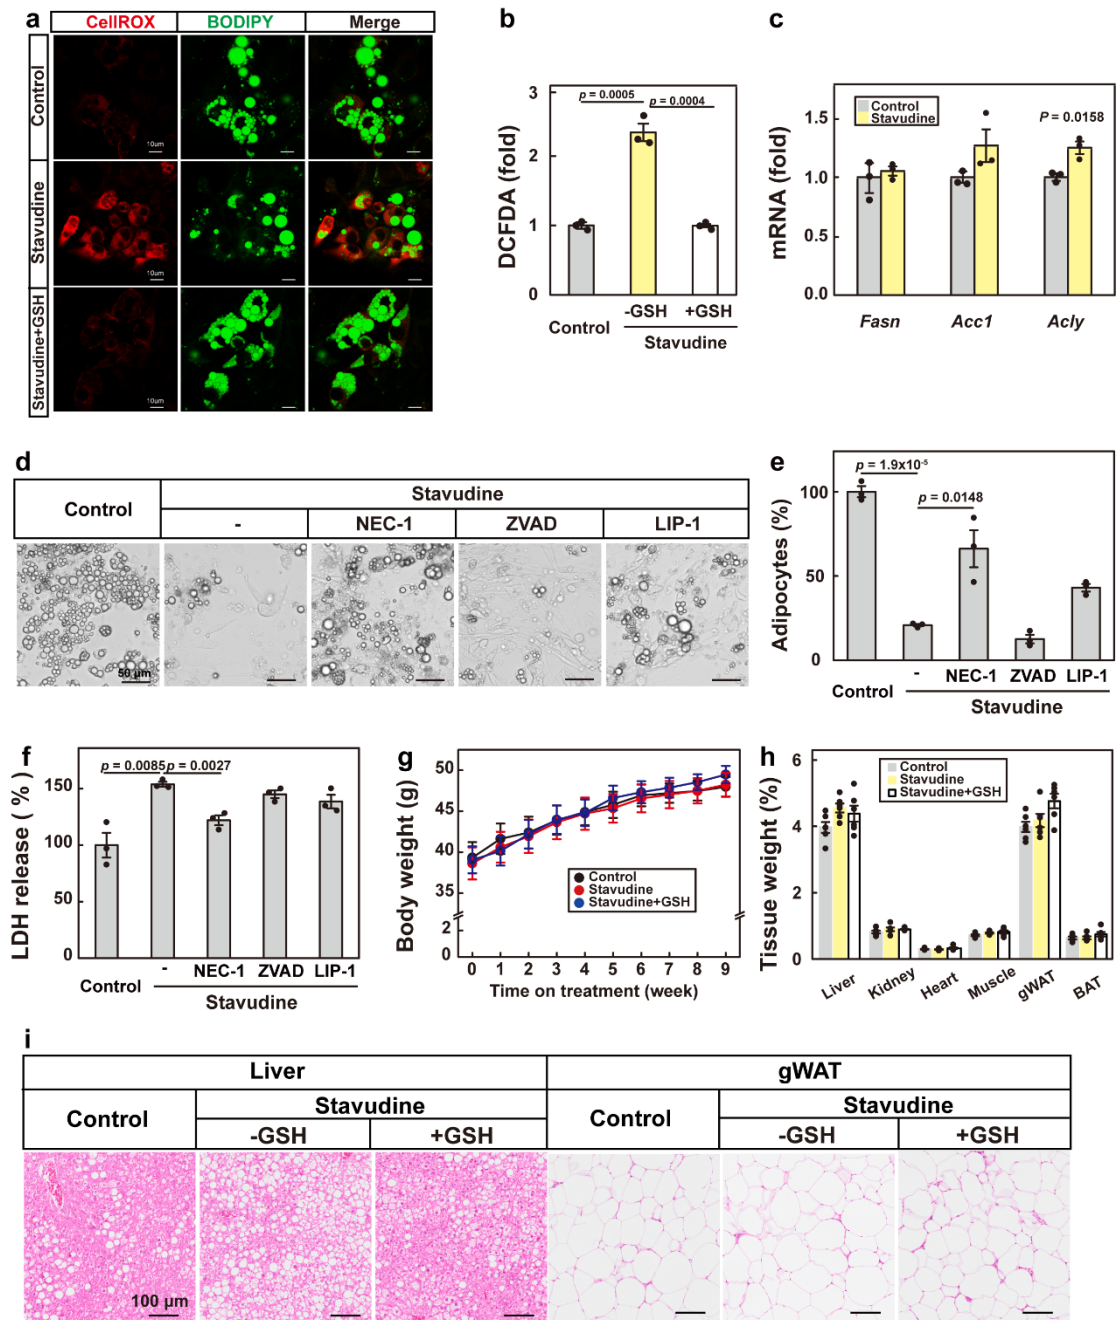 a
CellROX BODIPY Merge
Control
10μm
Stavudine
10μm
Stavudine+GSH
10μm
b
DCFDA (fold)
3
2
1
0
p = 0.0005
p = 0.0004
Control
-GSH +GSH
Stavudine
c
mRNA (fold)
1.5
1.0
0.5
0.0
Control
Stavudine
P = 0.0158
Fasn Acc1 Acly
d
Control
Stavudine
- NEC-1 ZVAD LIP-1
50 μm
e
Adipocytes (%)
100
50
0
p = 1.9x10-5
p = 0.0148
Control
- NEC-1 ZVAD LIP-1
Stavudine
f
LDH release ( % )
150
100
50
0
p = 0.0085 p = 0.0027
Control
- NEC-1 ZVAD LIP-1
Stavudine
g
Body weight (g)
50
45
40
35
2
0
Control
Stavudine
Stavudine+GSH
0 1 2 3 4 5 6 7 8 9
Time on treatment (week)
h
Tissue weight (%)
6
4
2
0
Control
Stavudine
Stavudine+GSH
Liver Kidney Heart Muscle gWAT BAT
i
Liver gWAT
Control Stavudine Control Stavudine
-GSH +GSH -GSH +GSH
100 μm